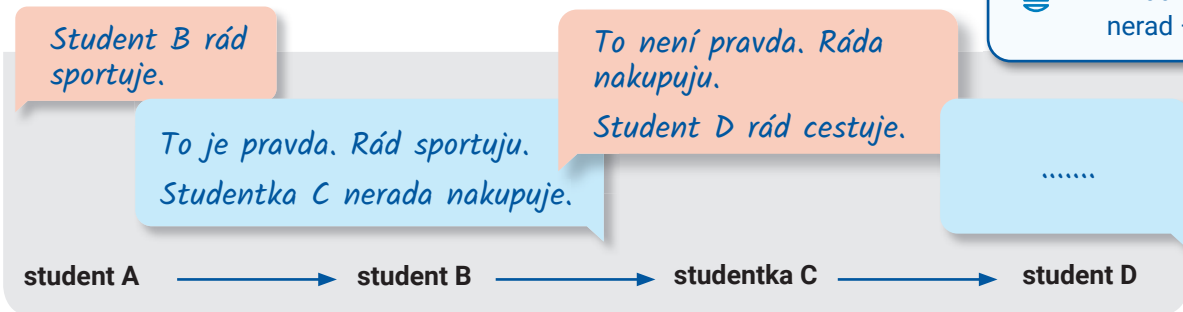 nerad
Student B rád
sportuje.
To je pravda. Rád sportuju.
Studentka C nerada nakupuje.
To není pravda. Ráda
nakupuju.
Student D rád cestuje.
.......
student A
student B
studentka C
student D